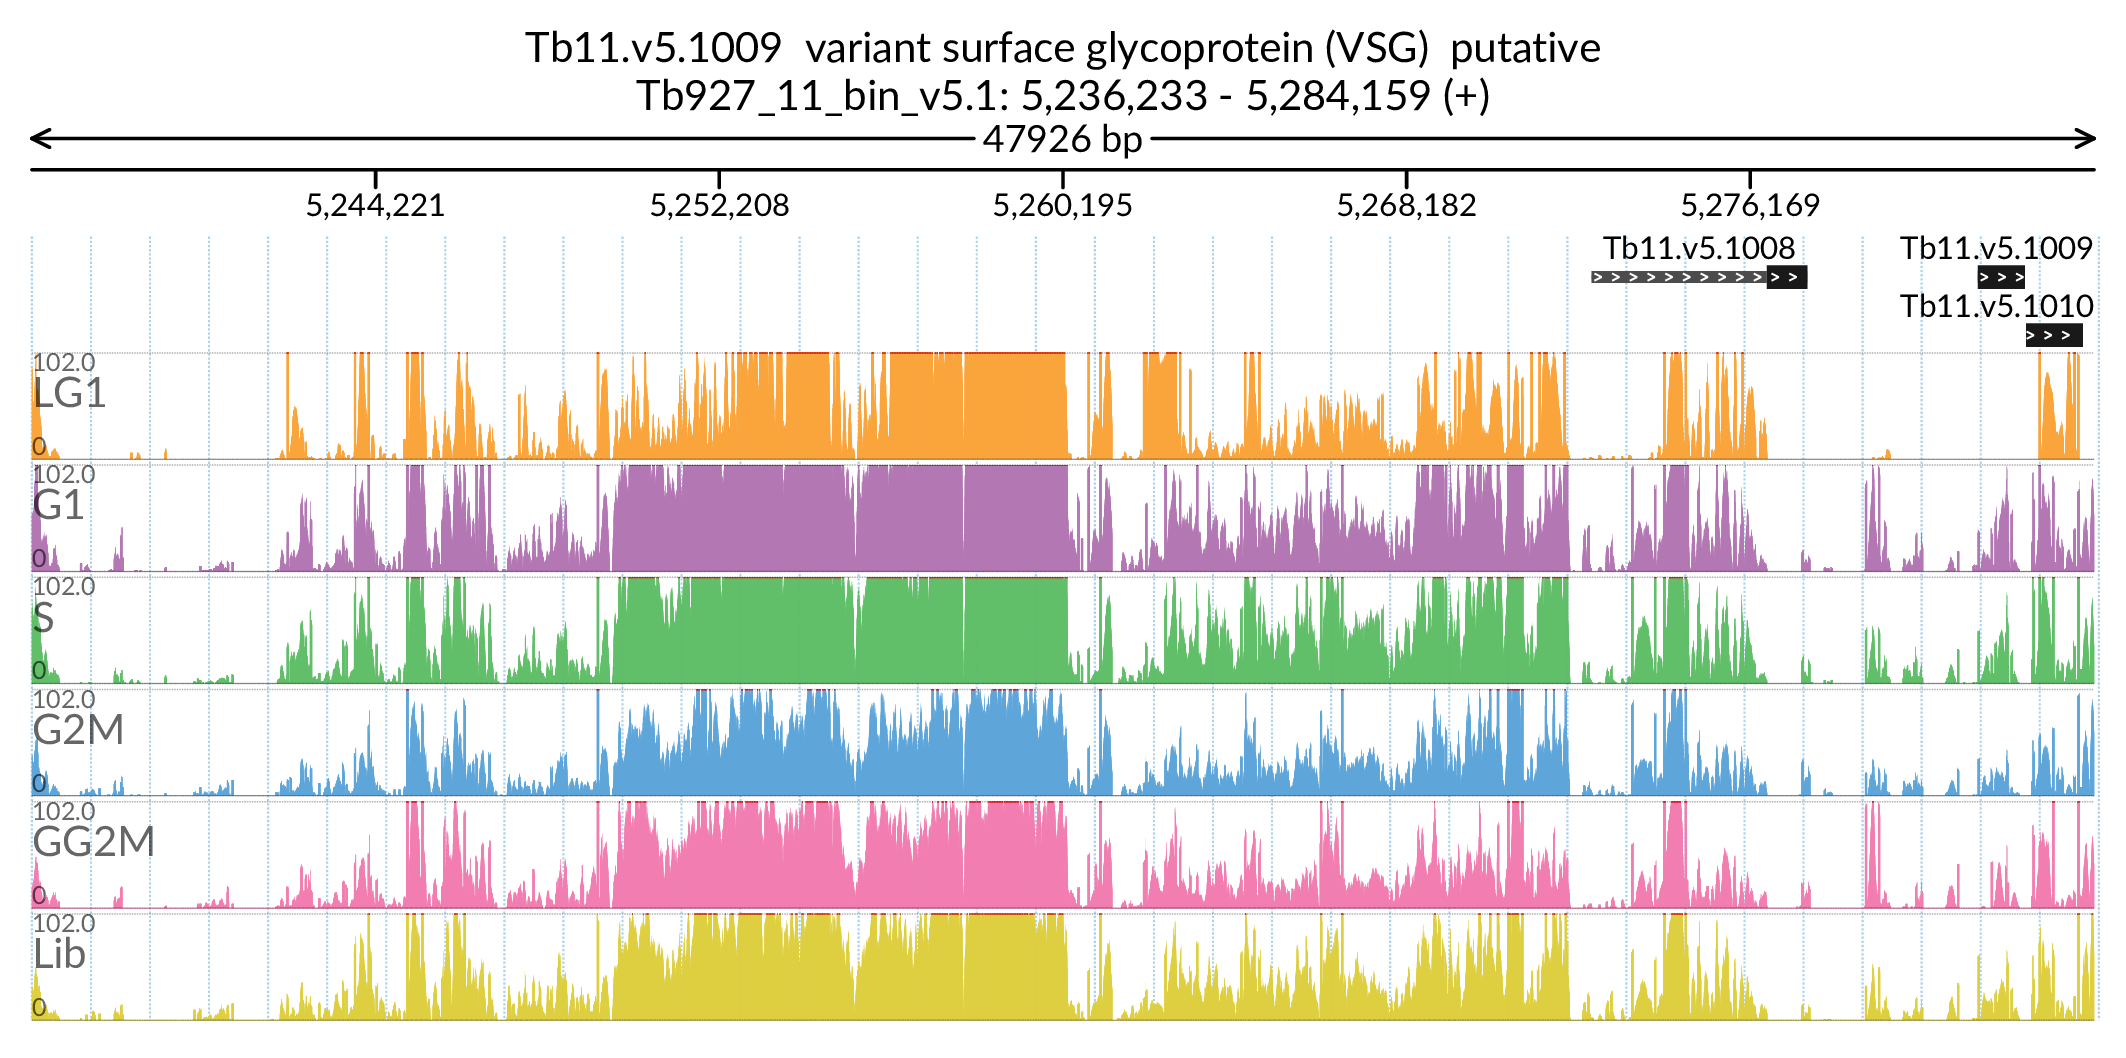 Tb11.v5.1009  variant surface glycoprotein (VSG)  putative
Tb927_11_bin_v5.1: 5,236,233 - 5,284,159 (+)
47926 bp
5,244,221 5,252,208 5,260,195 5,268,182 5,276,169
Tb11.v5.1008 Tb11.v5.1009
Tb11.v5.1010
102.0
LG1
0
102.0
G1
0
102.0
S
0
102.0
G2M
0
102.0
GG2M
0
102.0
Lib
0